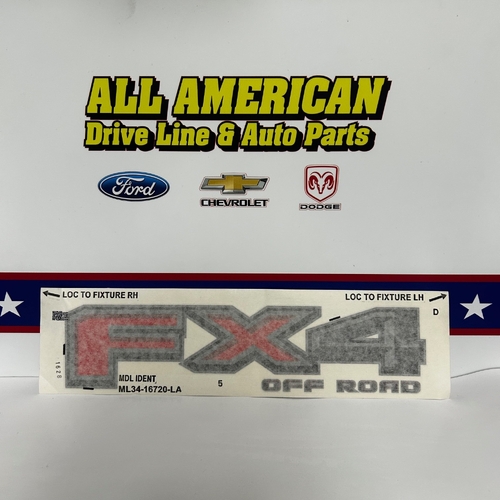 ALL AMERICAN
Drive Line & Auto Parts
Ford
CHEVROLET
DODGE
LOC TO FIXTURE RH
LOC TO FIXTURE LH
D
FX4
OFF ROAD
1628
MDL IDENT
5
ML34-16720-LA